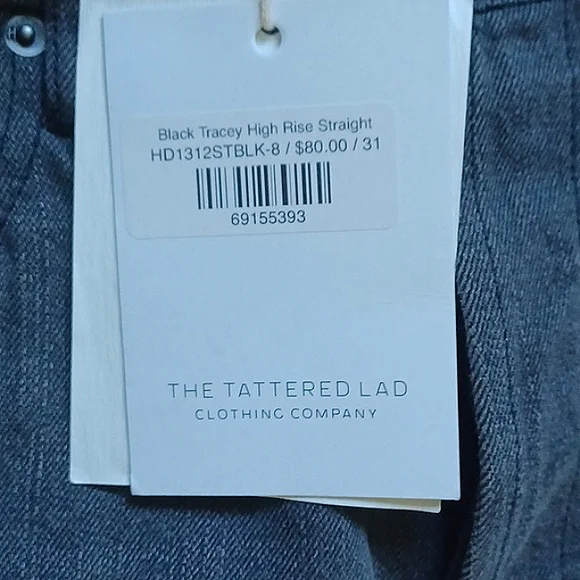 Black Tracey High Rise Straight
HD1312STBLK-8 / $80.00 / 31
69155393
THE TATTERED LAD
CLOTHING COMPANY